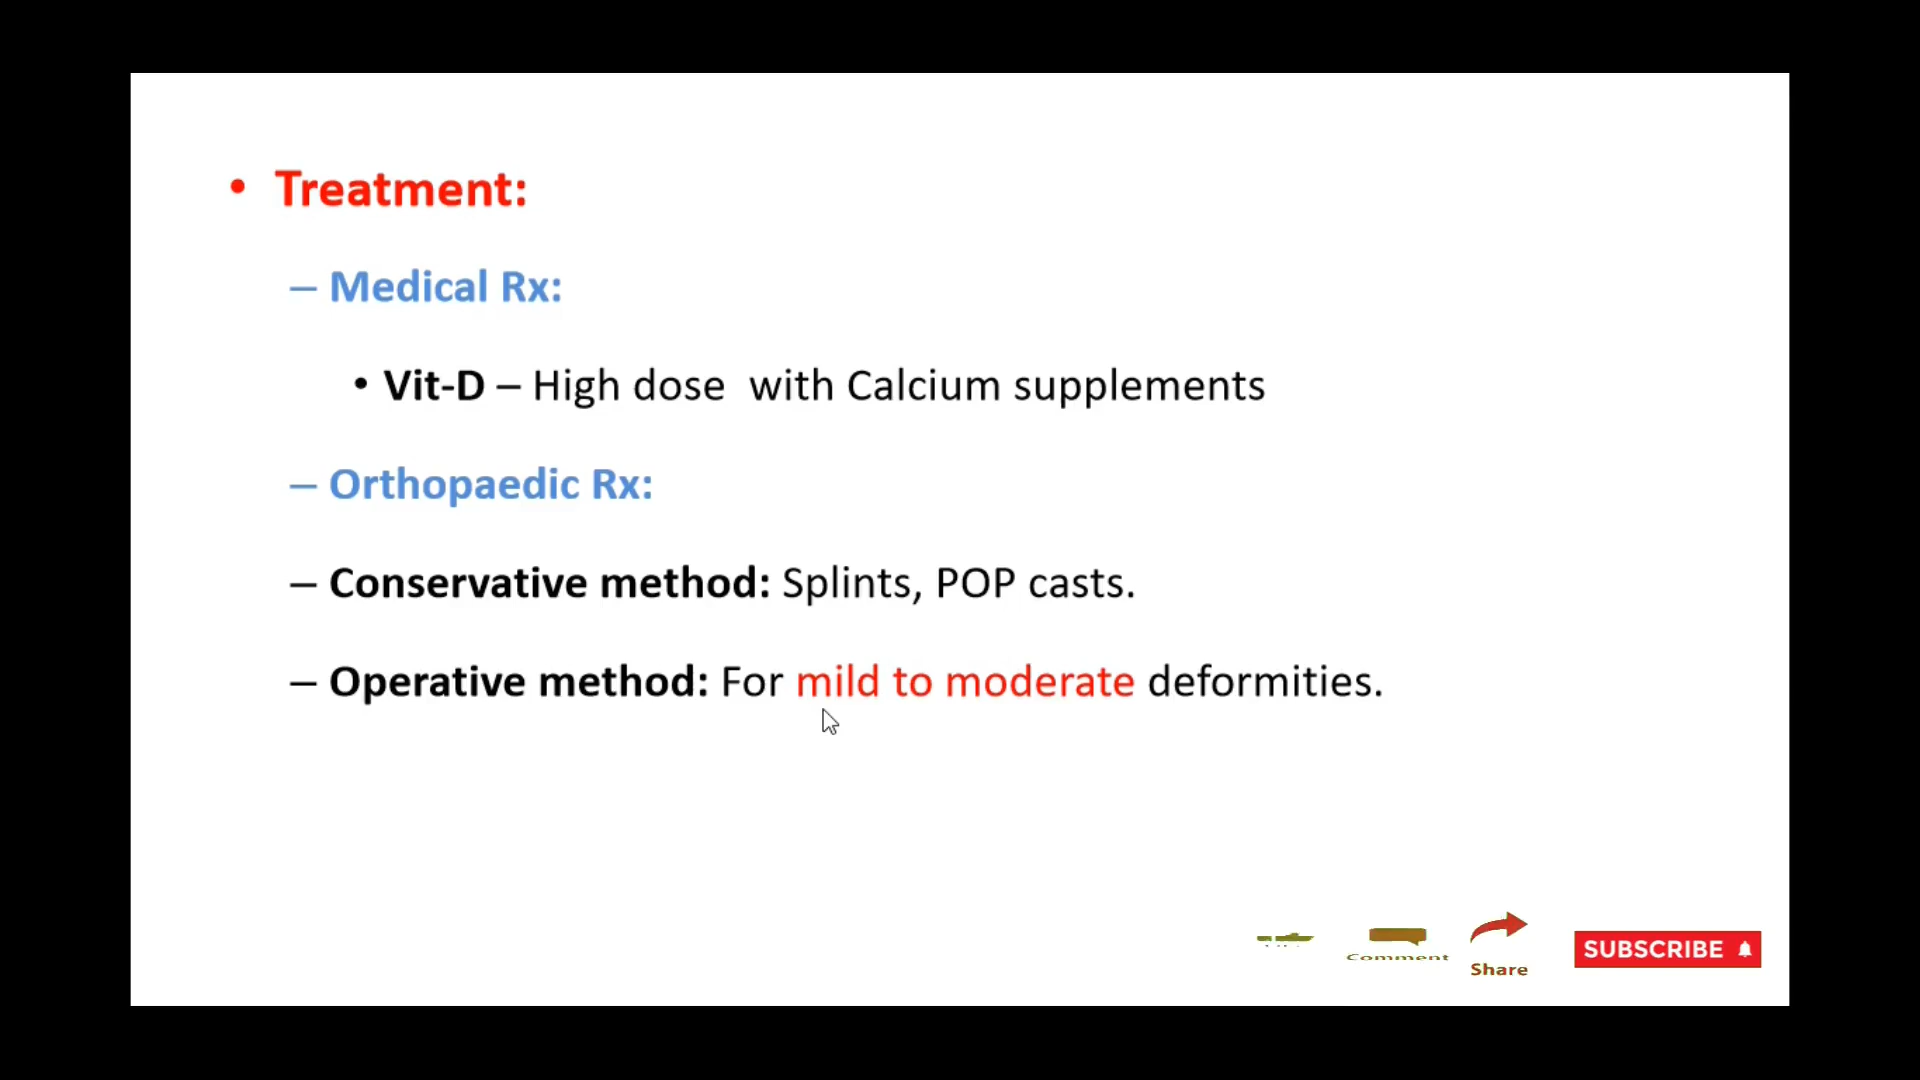 • Treatment:
– Medical Rx:
• Vit-D – High dose with Calcium supplements
– Orthopaedic Rx:
– Conservative method: Splints, POP casts.
– Operative method: For mild to moderate deformities.
Comment
Share
SUBSCRIBE